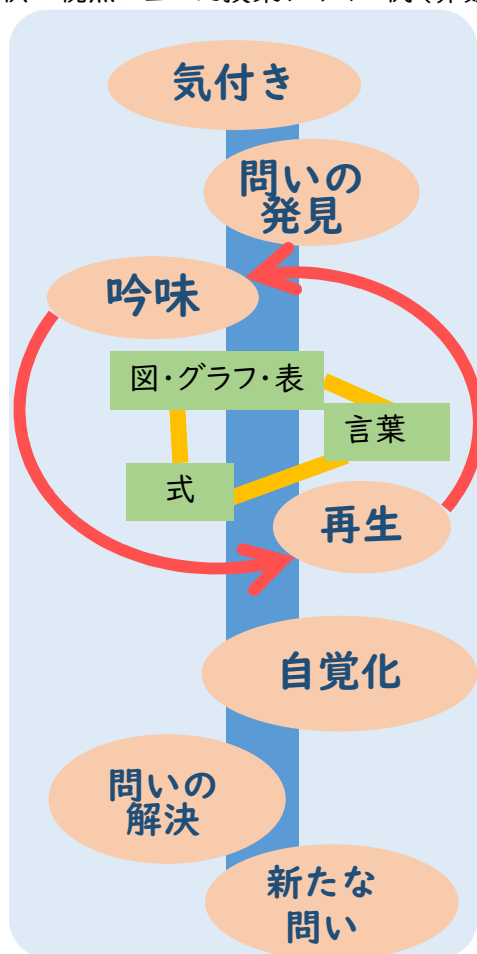 気付き
問いの
発見
吟味
図・グラフ・表
言葉
式
再生
自覚化
問いの
解決
新たな
問い